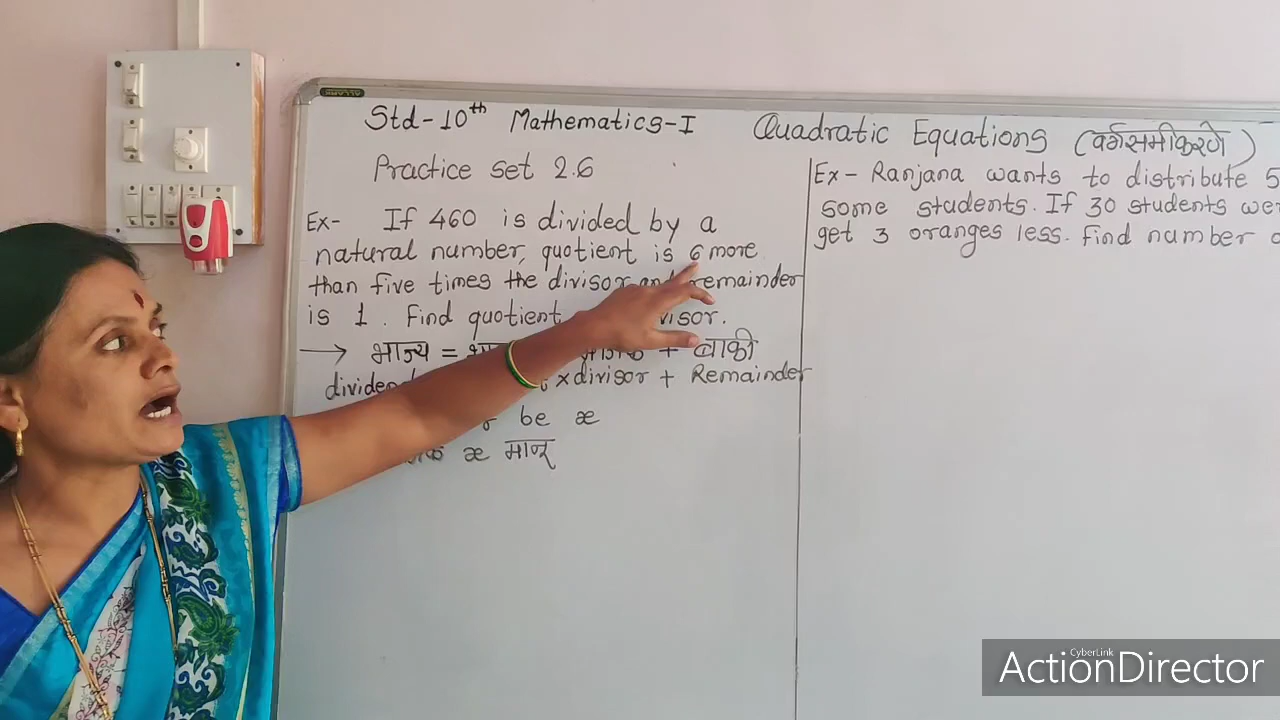 Std-10th Mathematics-I
Quadratic Equations (वर्गसमीकरणे)
Practice set 2.6
Ex- If 460 is divided by a
natural number, quotient is 6 more
than five times the divisor and remainder
is 1. Find quotient
भाज्य = + बाकी
× divisor + Remainder
be x
x मानू
Ex- Ranjana wants to distribute 5
some students. If 30 students
get 3 oranges less. Find number
CyberLink
ActionDirector